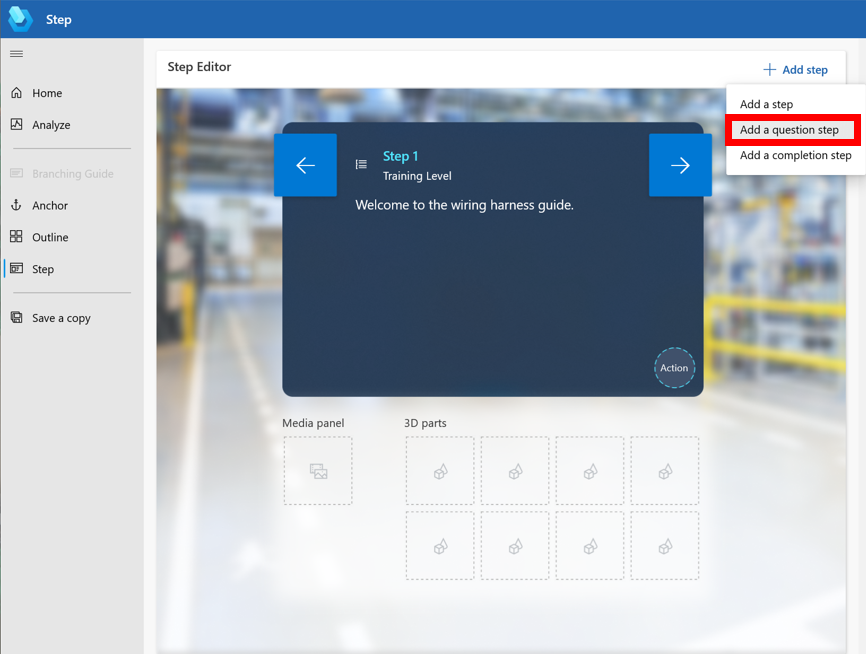 Step
Home
Analyze
Branching Guide
Anchor
Outline
Step
Save a copy
Step Editor
Add step
Add a step
Add a question step
Add a completion step
Step 1
Training Level
Welcome to the wiring harness guide.
Action
Media panel
3D parts